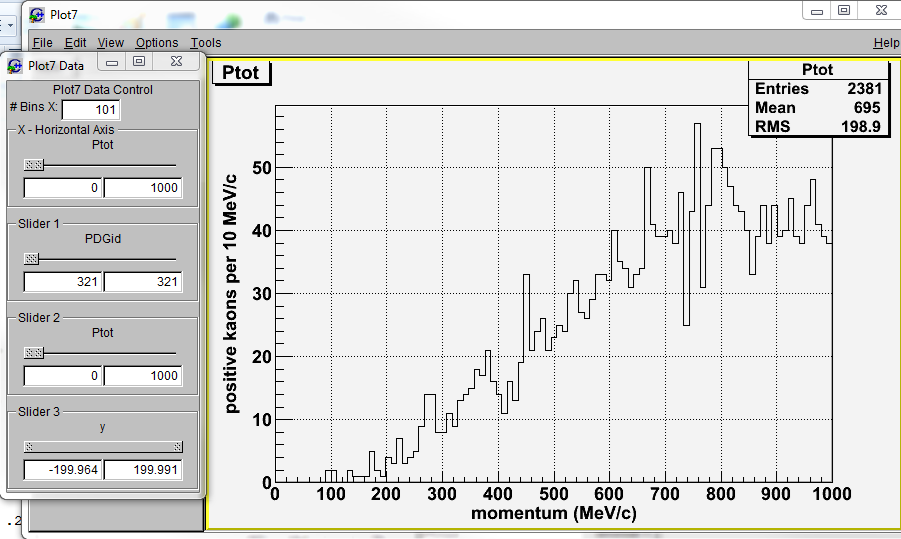 Plot7
File Edit View Options Tools Help
Plot7 Data
Plot7 Data Control
# Bins X: 101
X - Horizontal Axis
Ptot
0 1000
Slider 1
PDGid
321 321
Slider 2
Ptot
0 1000
Slider 3
y
-199.964 199.991
.2
Ptot
Ptot
Entries 2381
Mean 695
RMS 198.9
positive kaons per 10 MeV/c
50
40
30
20
10
0
0 100 200 300 400 500 600 700 800 900 1000
momentum (MeV/c)